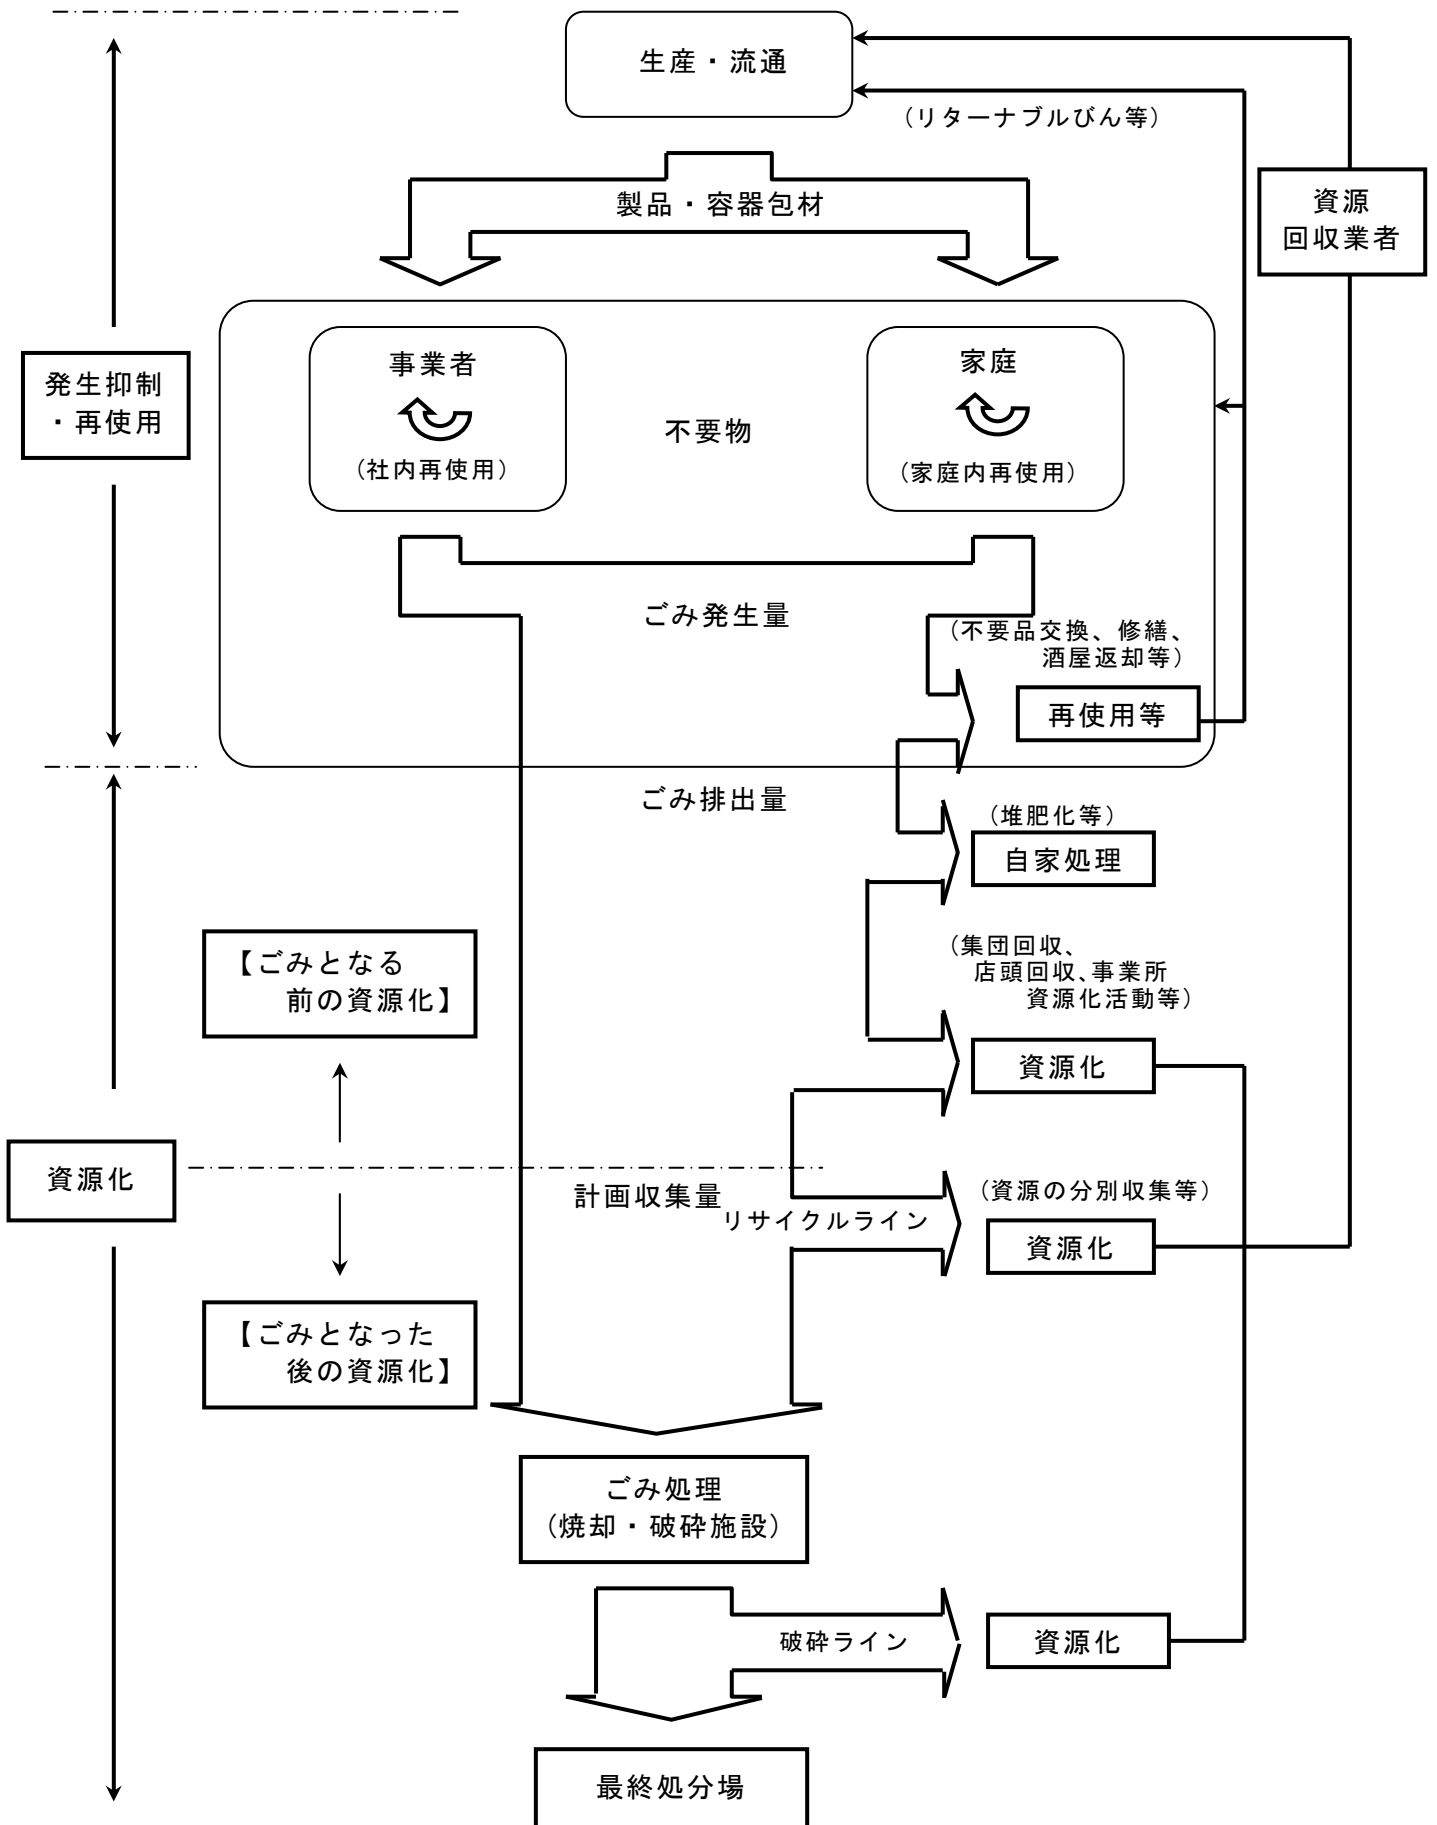 生産・流通
（リターナブルびん等）
製品・容器包材
資源
回収業者
発生抑制
・再使用
事業者
（社内再使用）
不要物
家庭
（家庭内再使用）
ごみ発生量
（不要品交換、修繕、
酒屋返却等）
再使用等
ごみ排出量
（堆肥化等）
自家処理
【ごみとなる
前の資源化】
（集団回収、
店頭回収、事業所
資源化活動等）
資源化
資源化
計画収集量
リサイクルライン
（資源の分別収集等）
資源化
【ごみとなった
後の資源化】
ごみ処理
（焼却・破砕施設）
破砕ライン
資源化
最終処分場